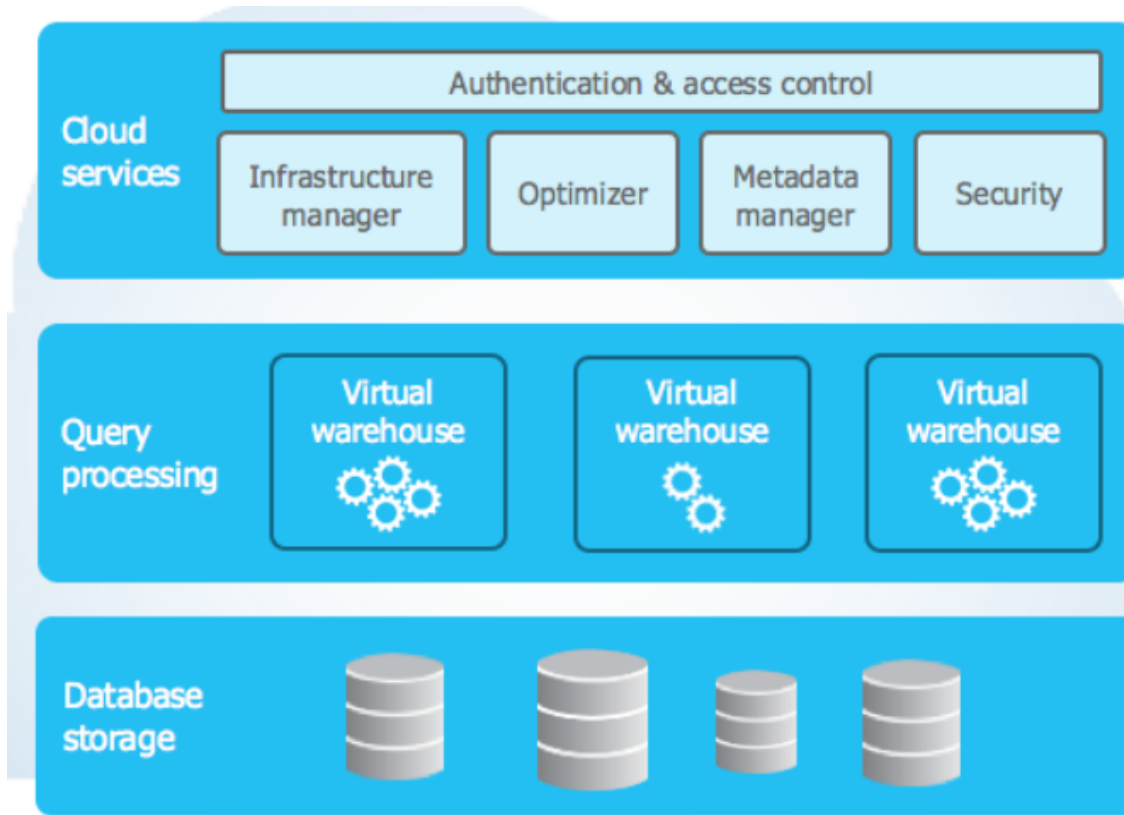 Authentication & access control
Cloud
services
Infrastructure
manager
Optimizer
Metadata
manager
Security
Query
processing
Virtual
warehouse
Virtual
warehouse
Virtual
warehouse
Database
storage